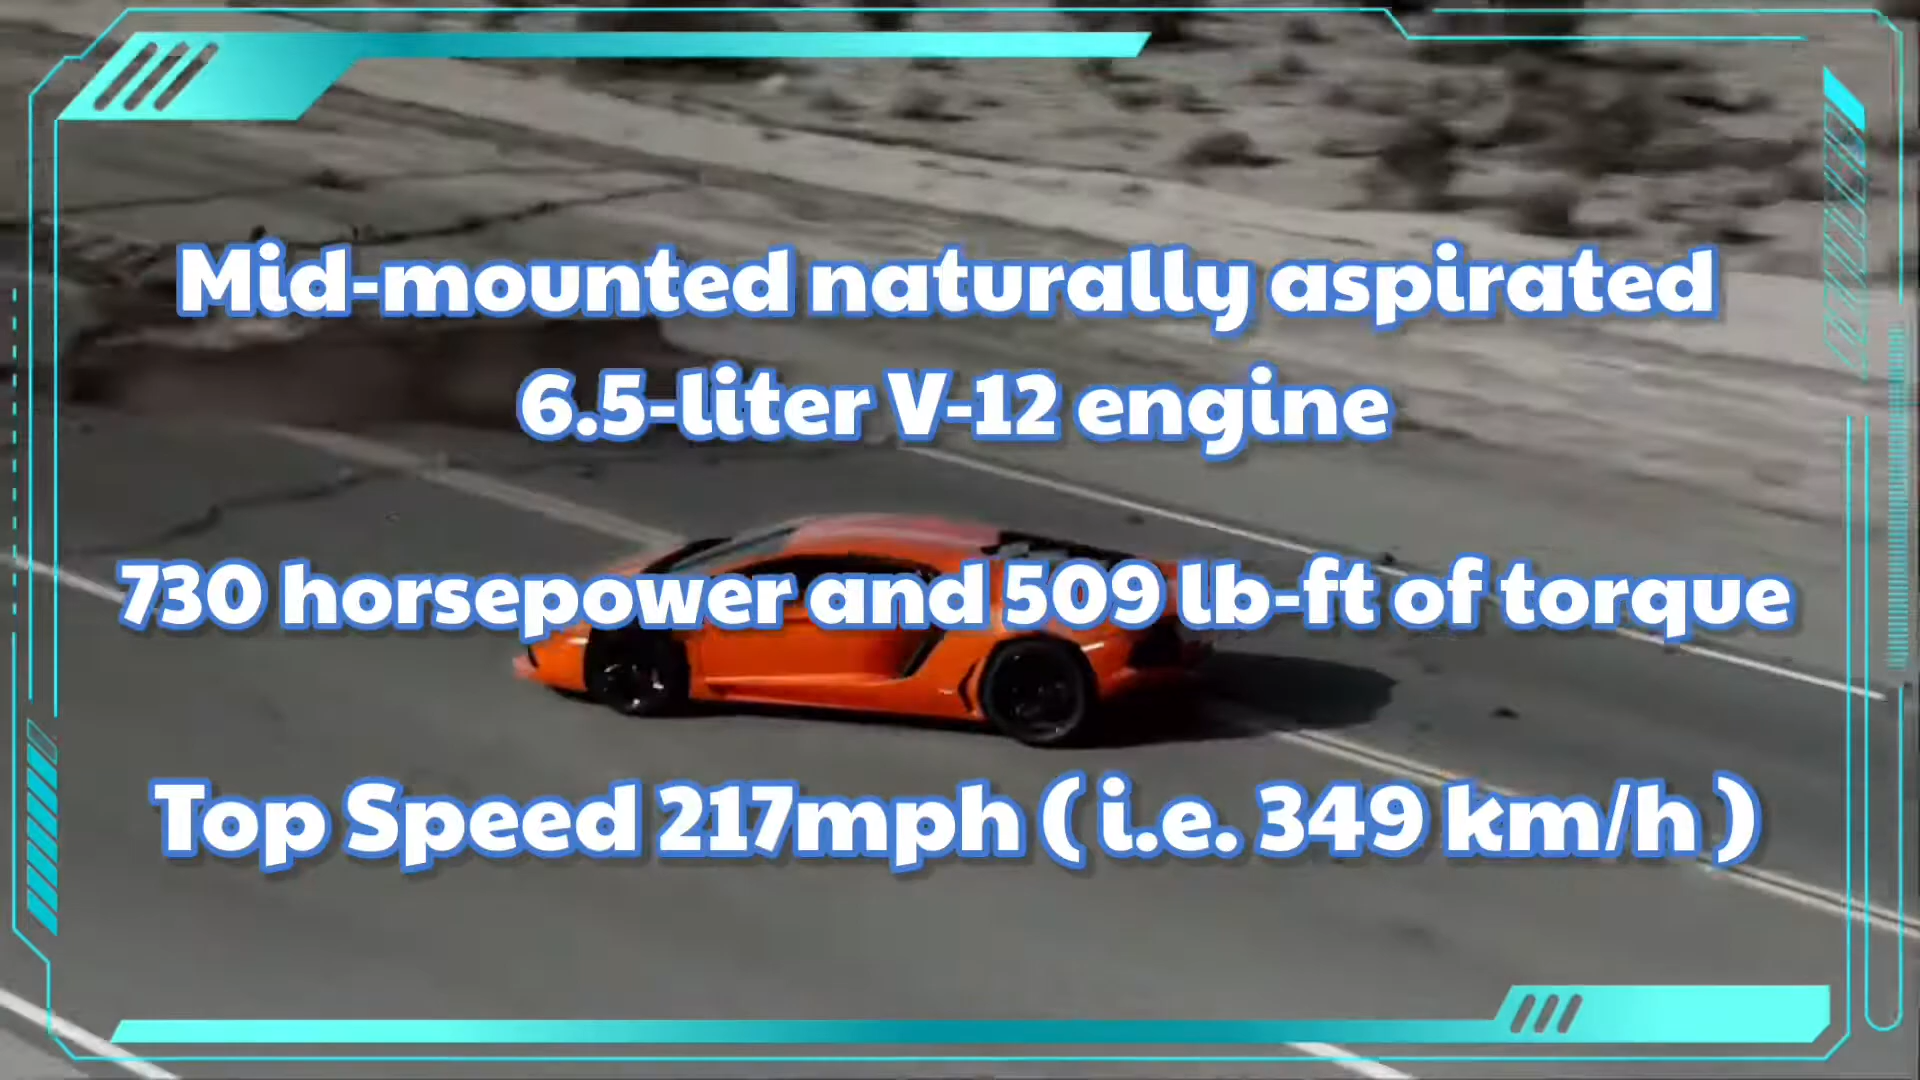 Mid-mounted naturally aspirated
6.5-liter V-12 engine
730 horsepower and 509 lb-ft of torque
Top Speed 217mph ( i.e. 349 km/h )